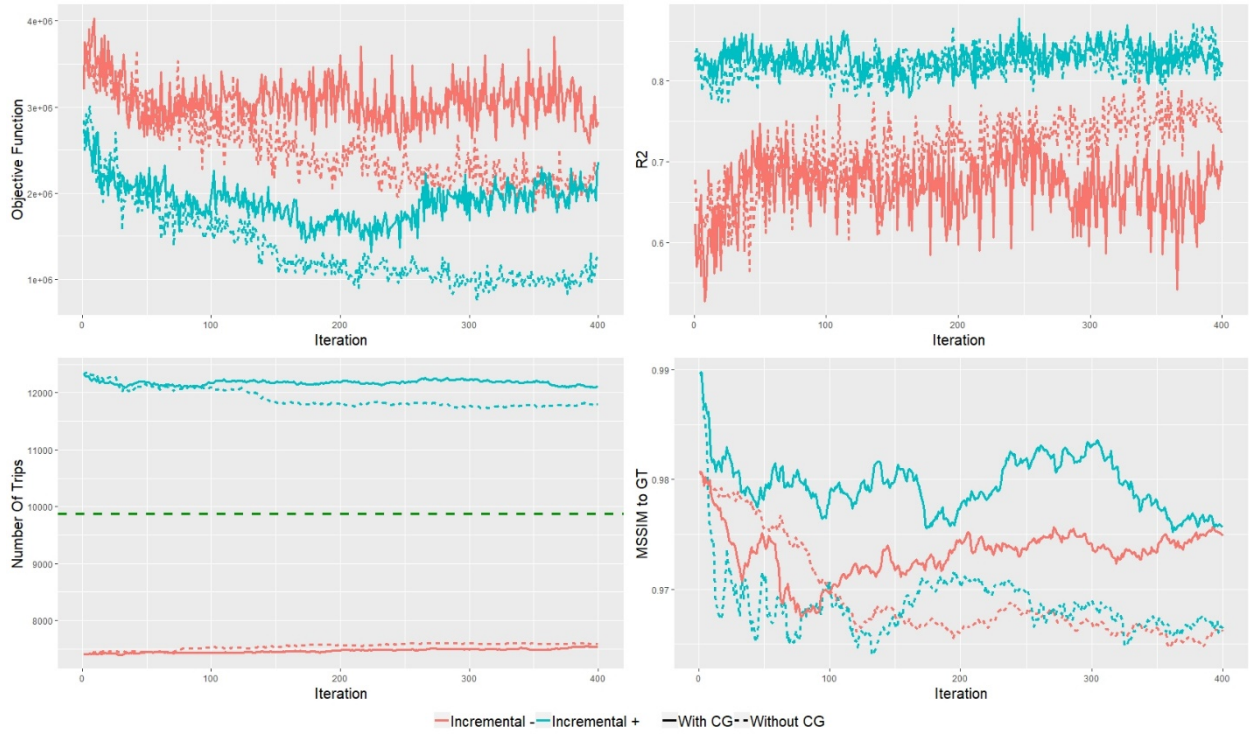 4e+06
3e+06
2e+06
1e+06
Objective Function
0 100 200 300 400
Iteration
0.8
0.7
0.6
R2
0 100 200 300 400
Iteration
12000
11000
10000
9000
8000
Number Of Trips
0 100 200 300 400
Iteration
0.99
0.98
0.97
MSSIM to GT
0 100 200 300 400
Iteration
Incremental - Incremental + With CG Without CG